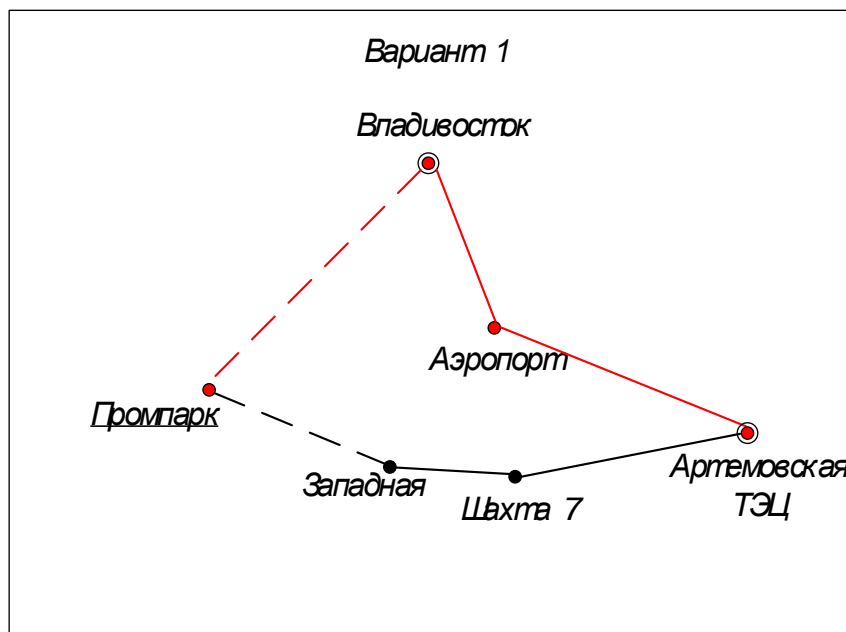 Вариант 1
Владивосток
Аэропорт
Промпарк
Западная
Шахта 7
Артемовская
ТЭЦ